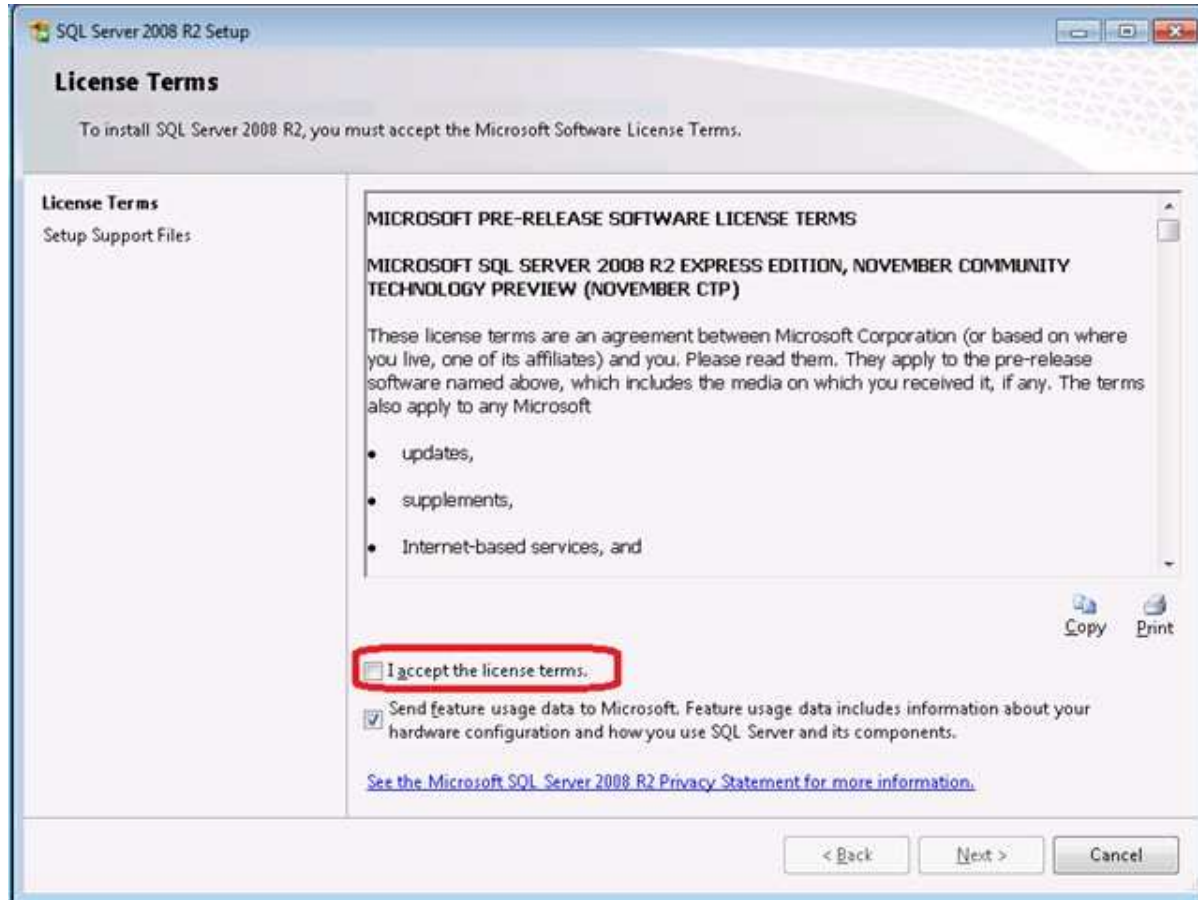 SQL Server 2008 R2 Setup
License Terms
To install SQL Server 2008 R2, you must accept the Microsoft Software License Terms.
License Terms
Setup Support Files
MICROSOFT PRE-RELEASE SOFTWARE LICENSE TERMS
MICROSOFT SQL SERVER 2008 R2 EXPRESS EDITION, NOVEMBER COMMUNITY
TECHNOLOGY PREVIEW (NOVEMBER CTP)
These license terms are an agreement between Microsoft Corporation (or based on where
you live, one of its affiliates) and you. Please read them. They apply to the pre-release
software named above, which includes the media on which you received it, if any. The terms
also apply to any Microsoft
• updates,
• supplements,
• Internet-based services, and
Copy Print
I accept the license terms.
Send feature usage data to Microsoft. Feature usage data includes information about your
hardware configuration and how you use SQL Server and its components.
See the Microsoft SQL Server 2008 R2 Privacy Statement for more information.
< Back Next > Cancel